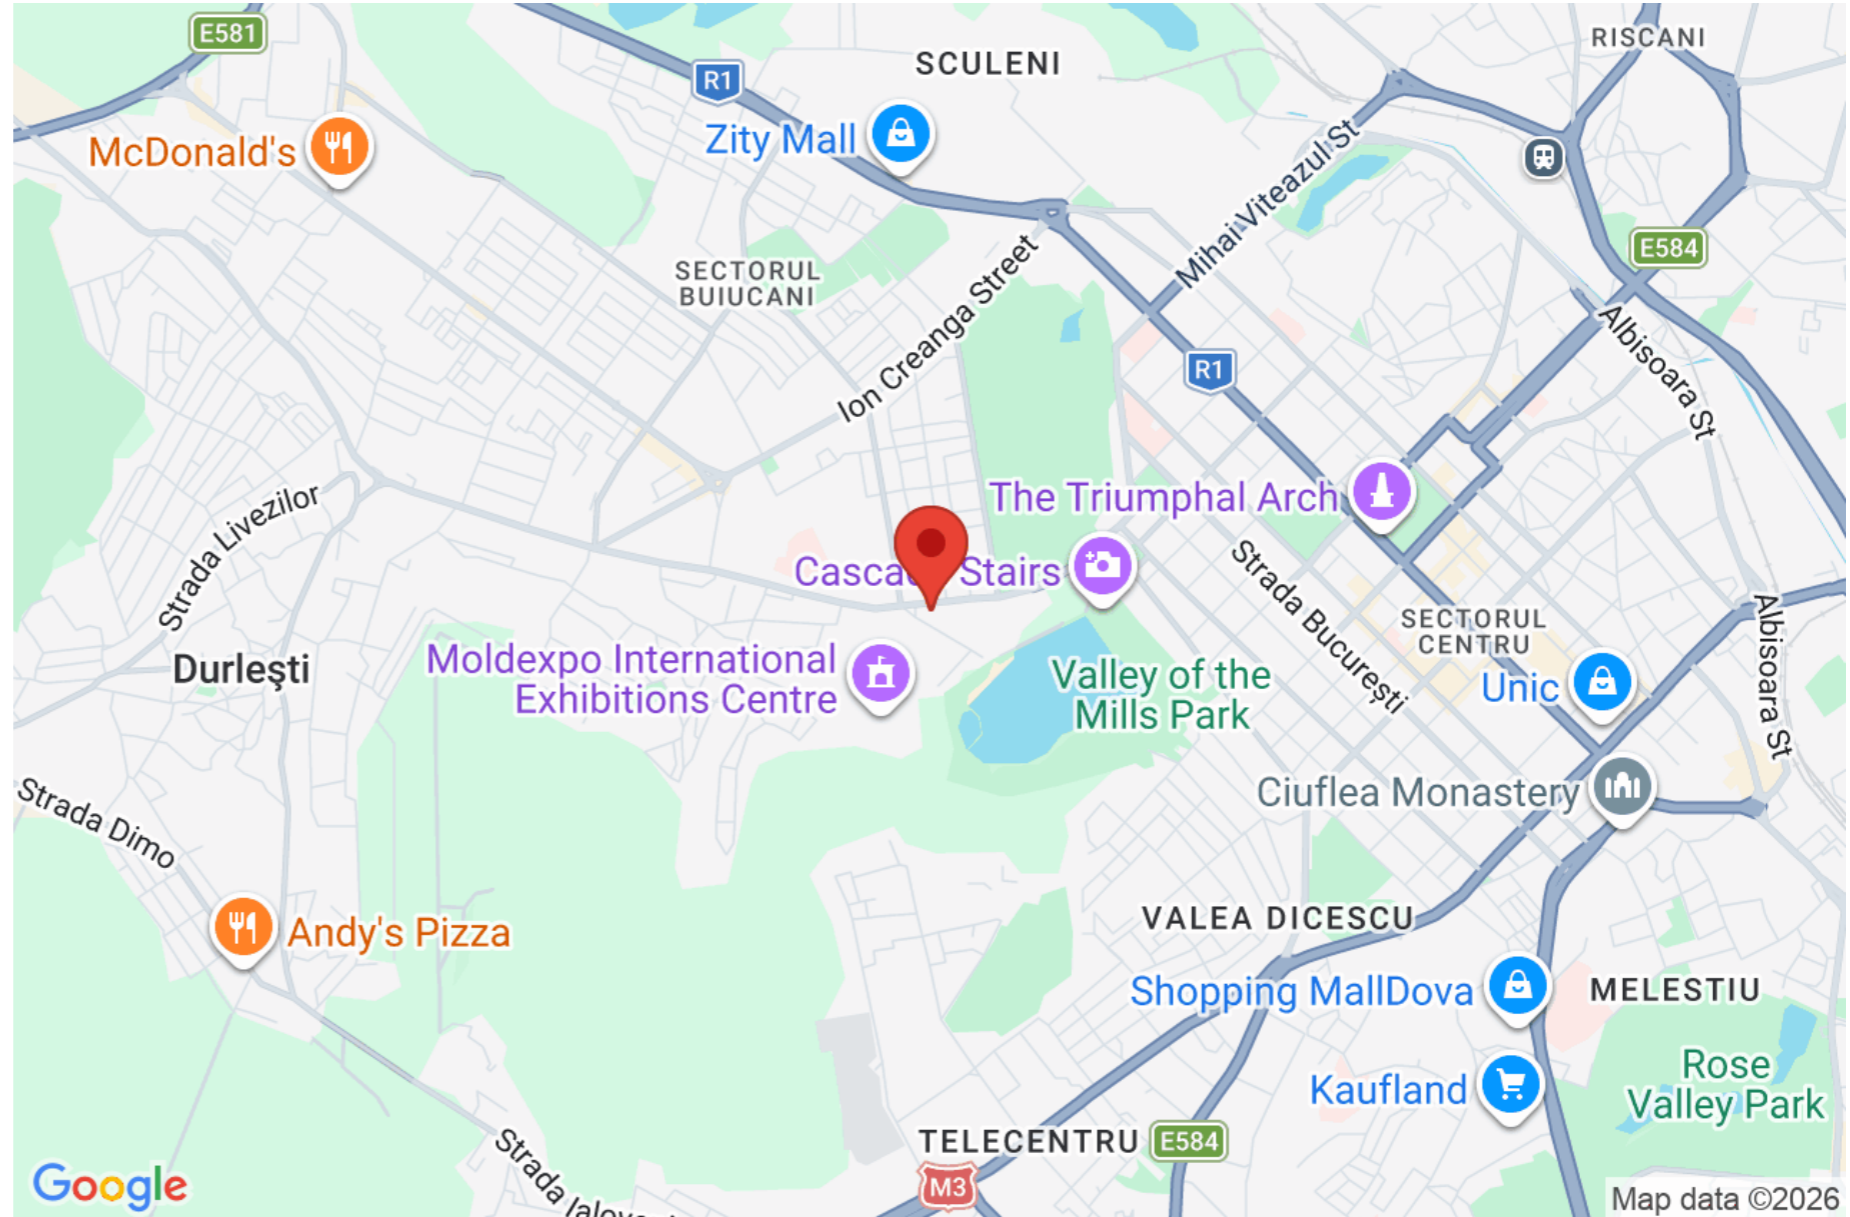 E581
RISCANI
SCULENI
R1
Zity Mall
McDonald's
Mihai Viteazul St
E584
SECTORUL
BUIUCANI
Ion Creanga Street
Albisoara St
R1
The Triumphal Arch
Strada Livezilor
Cascade Stairs
Strada București
SECTORUL
CENTRU
Albisoara St
Durleşti
Moldexpo International
Exhibitions Centre
Valley of the
Mills Park
Unic
Ciuflea Monastery
Strada Dimo
VALEA DICESCU
Andy's Pizza
Shopping MallDova
MELESTIU
Rose
Valley Park
Kaufland
TELECENTRU
E584
M3
Strada
Google
Map data ©2026